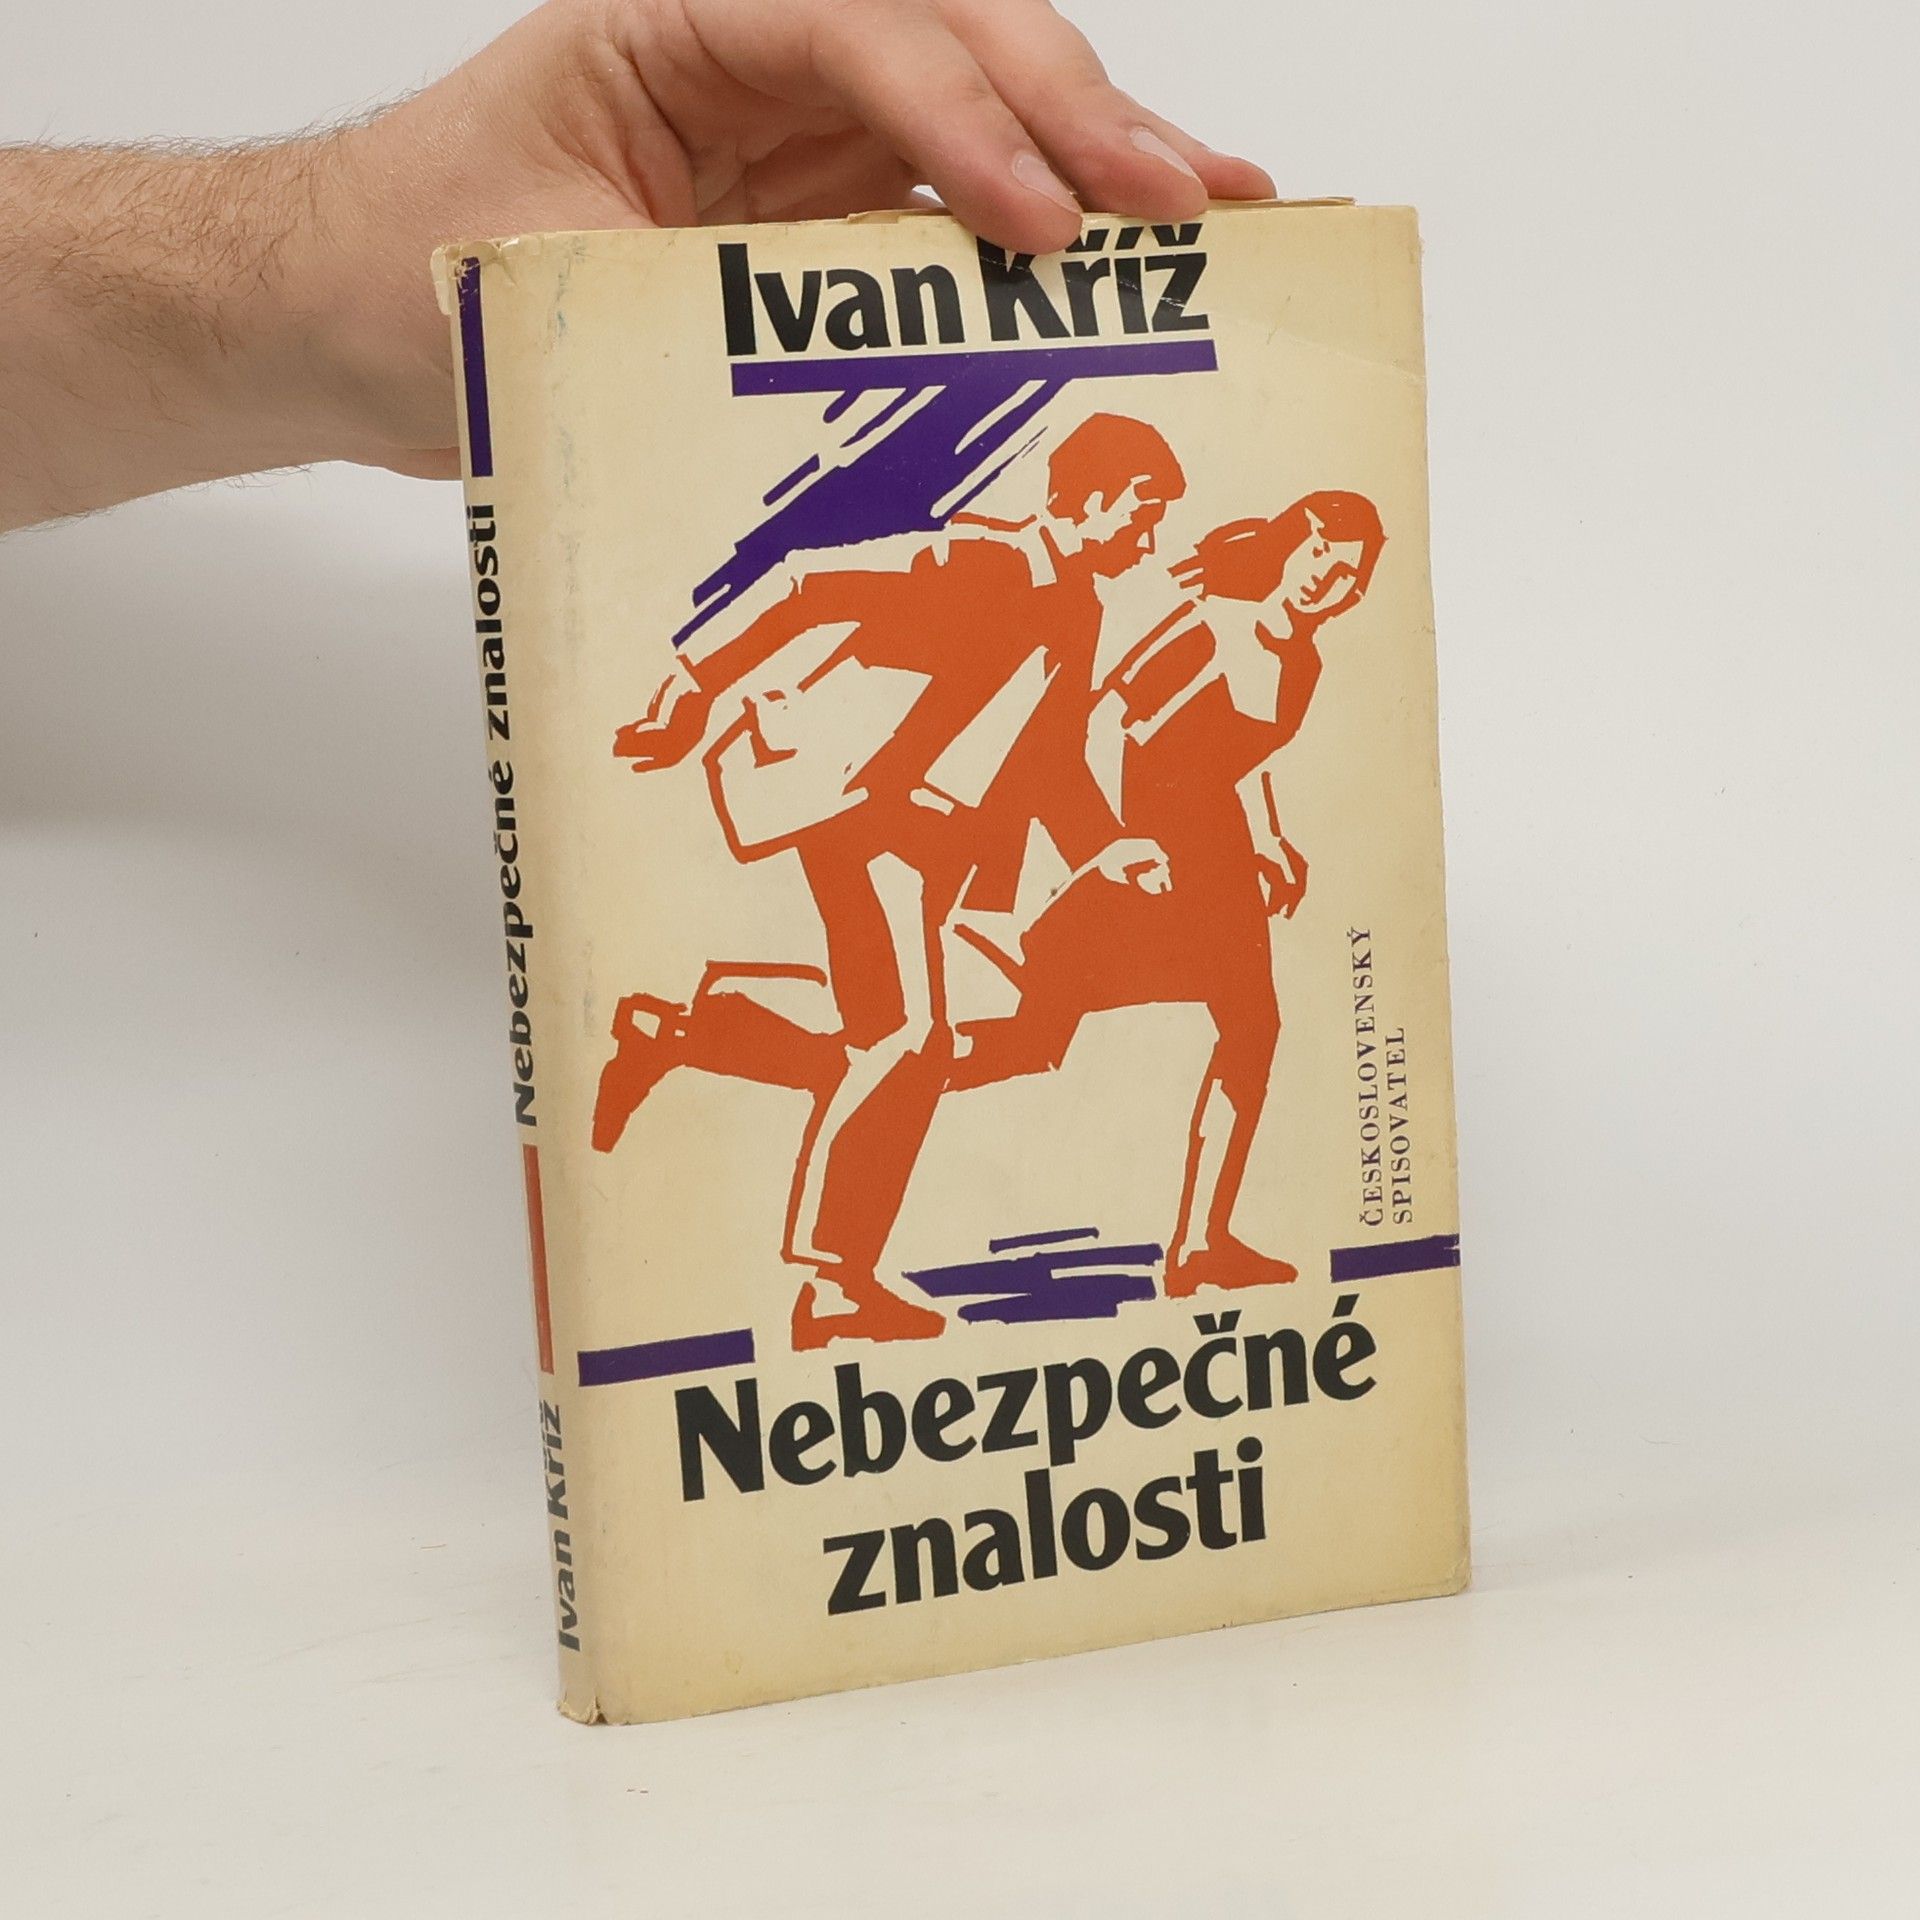 Ivan Kříž
ČESKOSLOVENSKÝ
SPISOVATEL
Nebezpečné
znalosti
Ivan Kříž
Nebezpečné znalosti